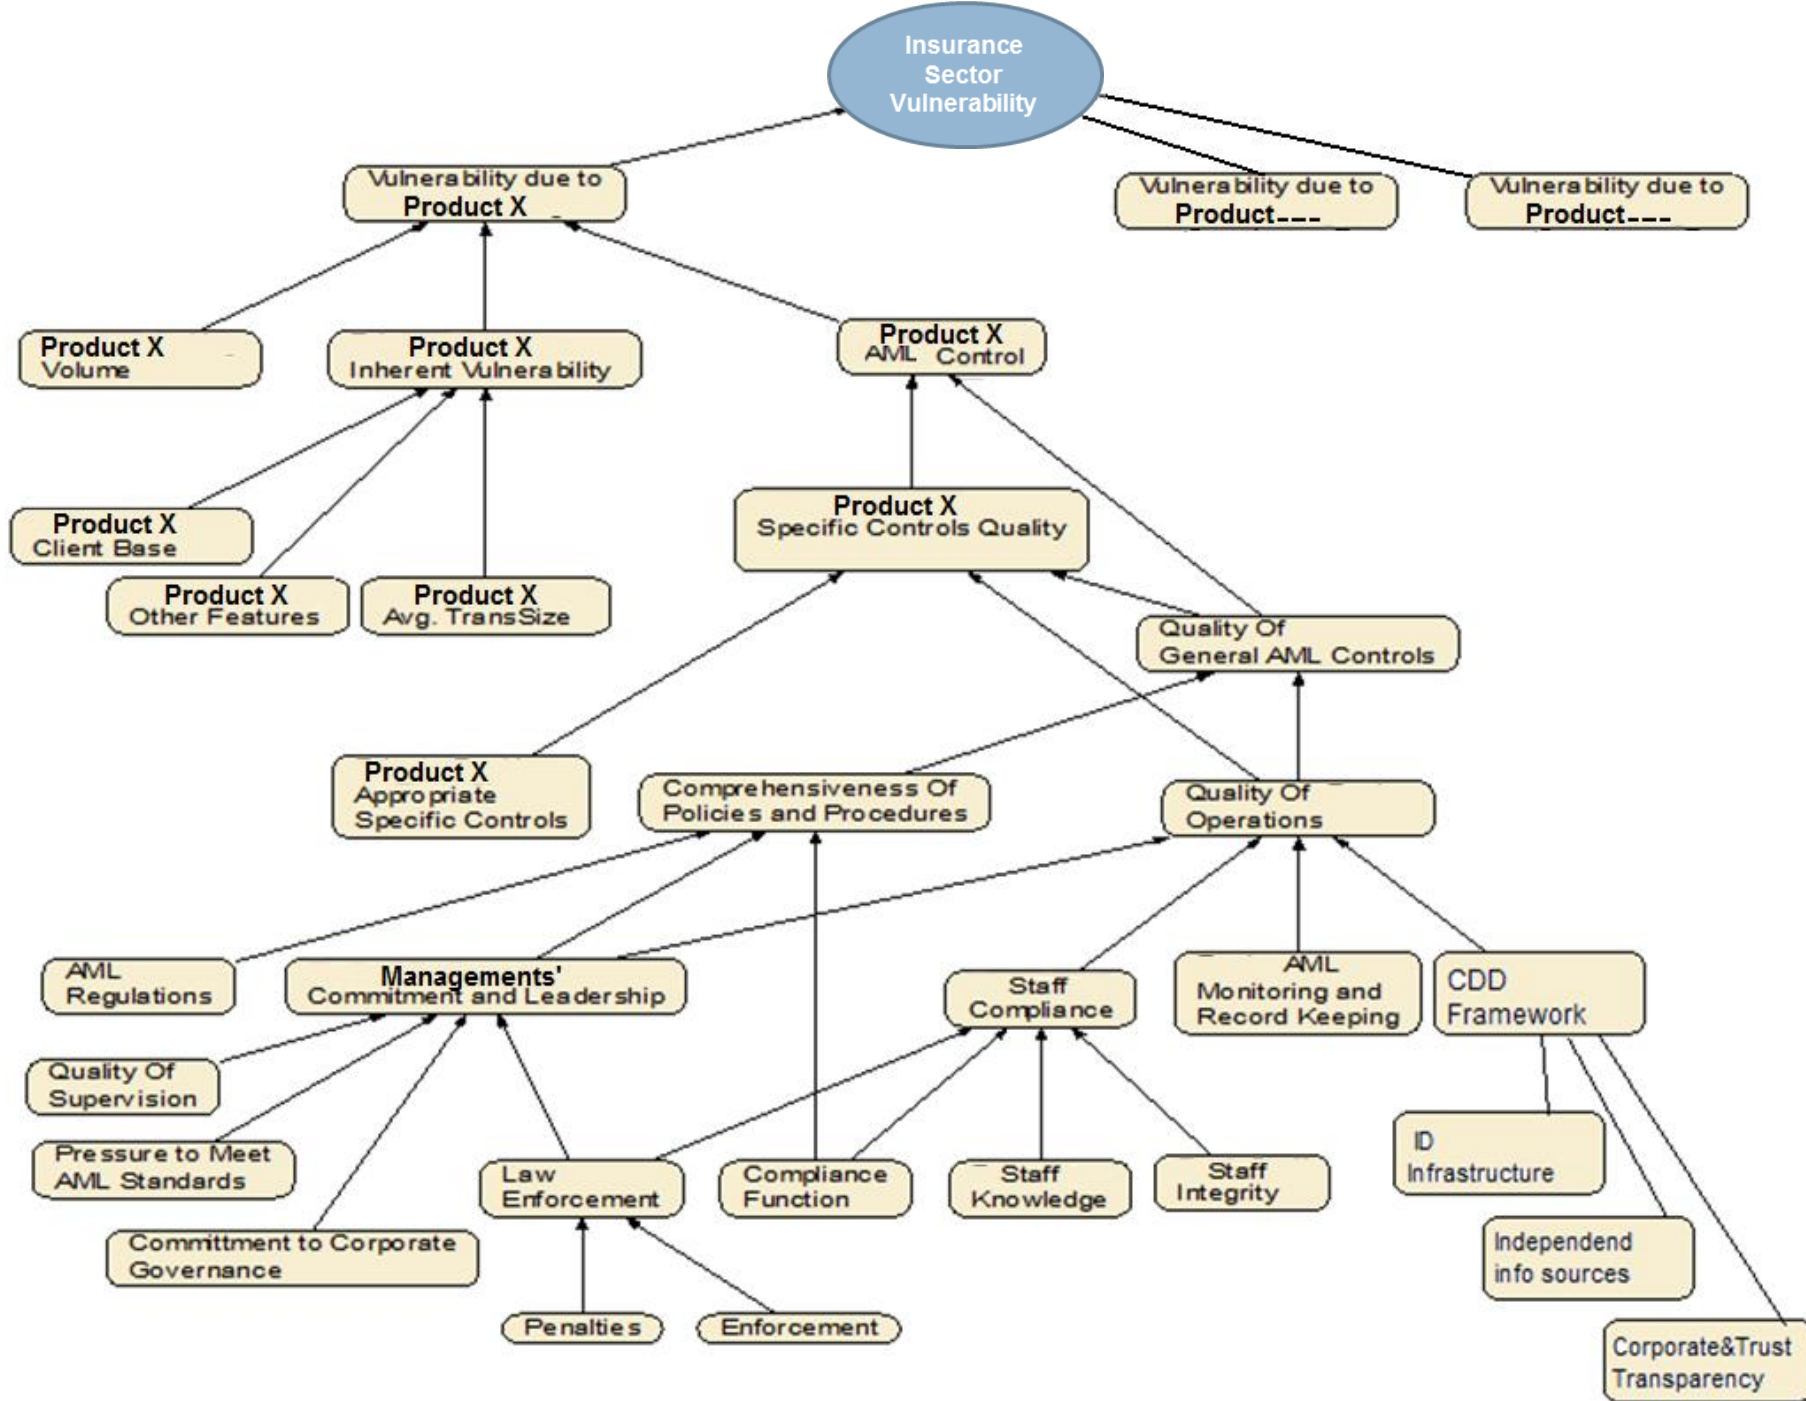 Insurance
Sector
Vulnerability
Vulnerability due to
Product X
Vulnerability due to
Product---
Vulnerability due to
Product---
Product X
Volume
Product X
Inherent Vulnerability
Product X
AML Control
Product X
Client Base
Product X
Specific Controls Quality
Product X
Other Features
Product X
Avg. TransSize
Quality Of
General AML Controls
Product X
Appropriate
Specific Controls
Comprehensiveness Of
Policies and Procedures
Quality Of
Operations
AML
Regulations
Managements'
Commitment and Leadership
Staff
Compliance
AML
Monitoring and
Record Keeping
CDD
Framework
Quality Of
Supervision
Pressure to Meet
AML Standards
Law
Enforcement
Compliance
Function
Staff
Knowledge
Staff
Integrity
ID
Infrastructure
Committment to Corporate
Governance
Independend
info sources
Penalties
Enforcement
Corporate&Trust
Transparency